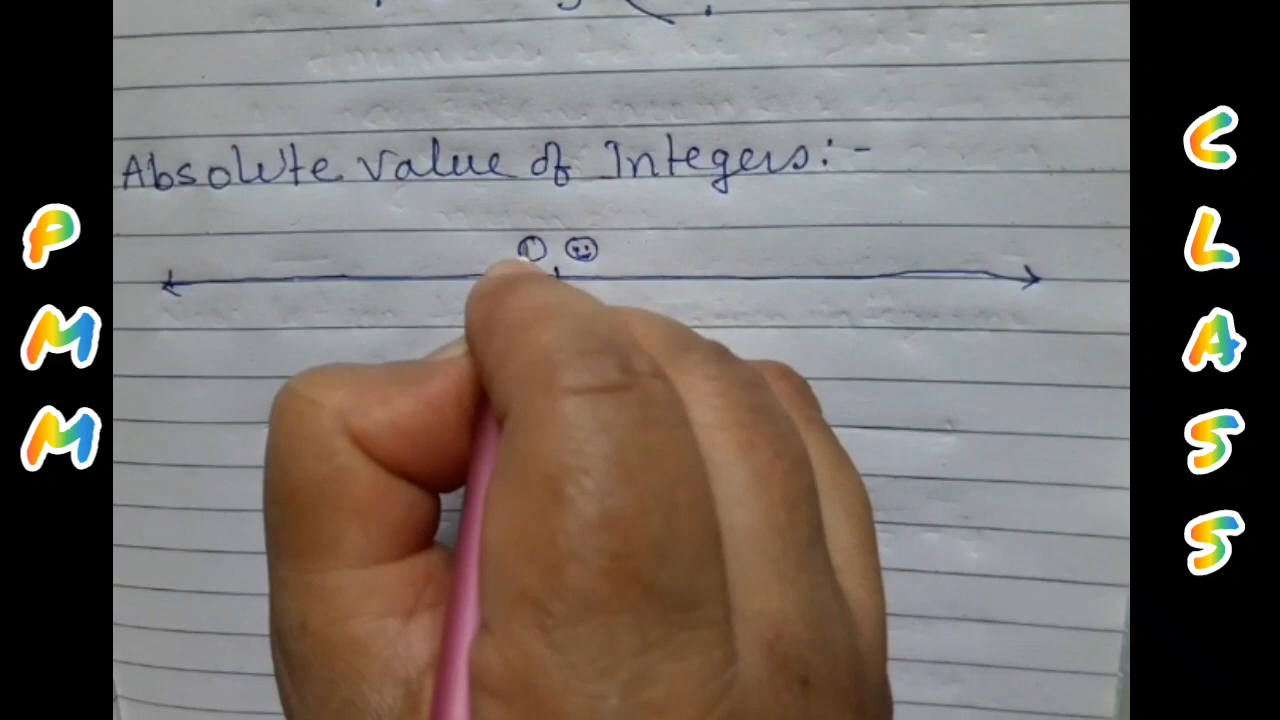 Absolute value of Integers:-
PMM
CLASS